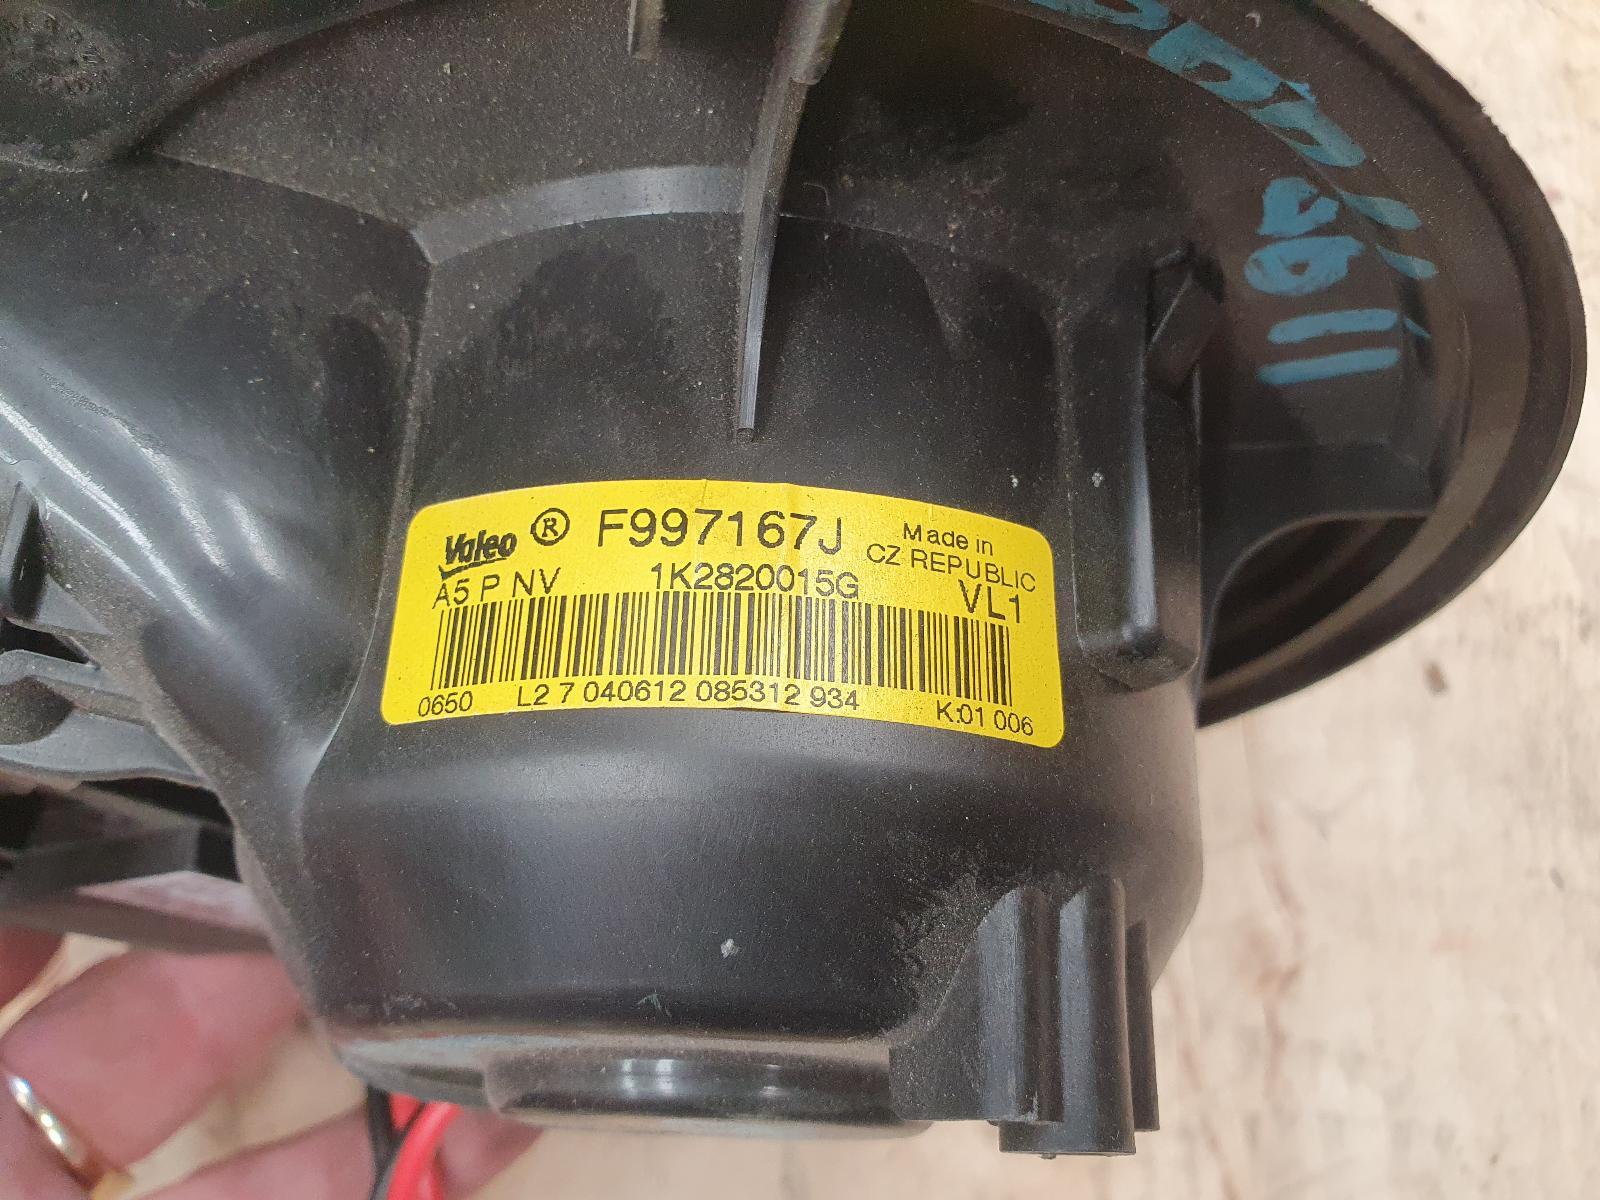 Valeo ® F997167J Made in
CZ REPUBLIC
A5 P NV 1K2820015G VL1
0650 L2 7 040612 085312 934 K:01 006